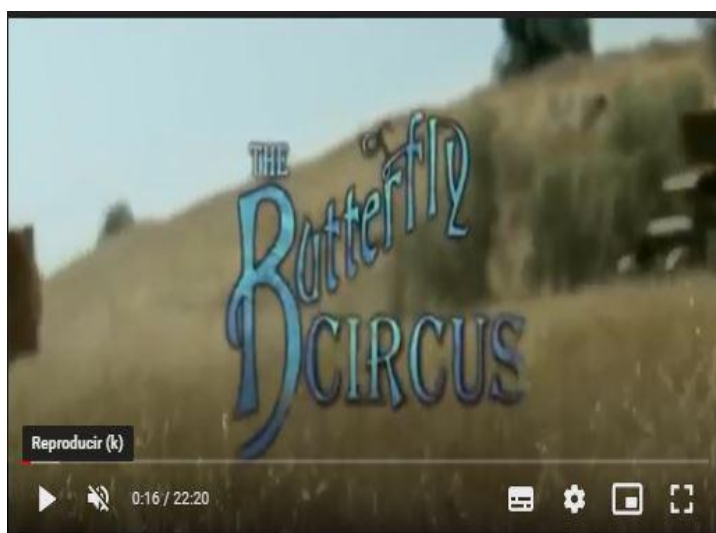 THE
Butterfly
CIRCUS
Reproducir (k)
0:16 / 22:20